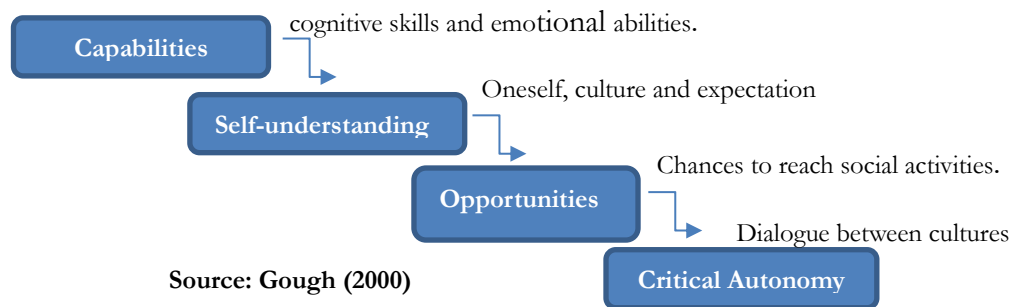 cognitive skills and emotional abilities.
Capabilities
Oneself, culture and expectation
Self-understanding
Chances to reach social activities.
Opportunities
Dialogue between cultures
Source: Gough (2000)
Critical Autonomy